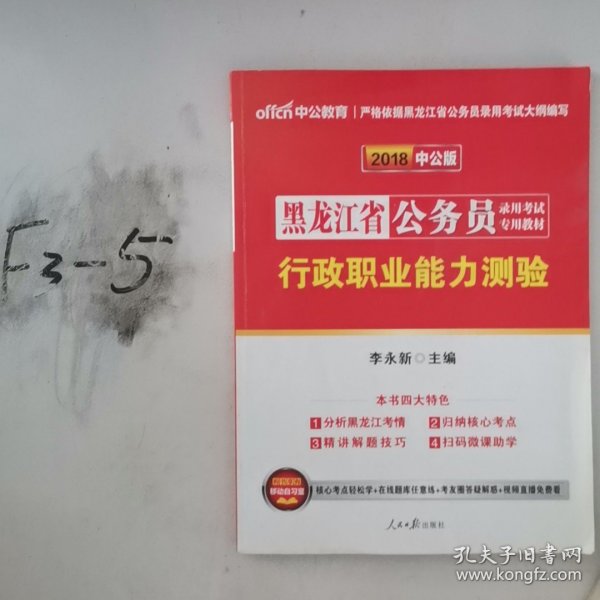 F3-5
offcn中公教育 | 严格依据黑龙江省公务员录用考试大纲编写
2018 中公版
黑龙江省公务员录用考试专用教材
行政职业能力测验
李永新◎主编
本书四大特色
1 分析黑龙江考情 2 归纳核心考点
3 精讲解题技巧 4 扫码微课助学
移动自习室
核心考点轻松学+在线题库任意练+考友圈答疑解惑+视频直播免费看
人民日报出版社
孔夫子旧书网
www.kongfz.com